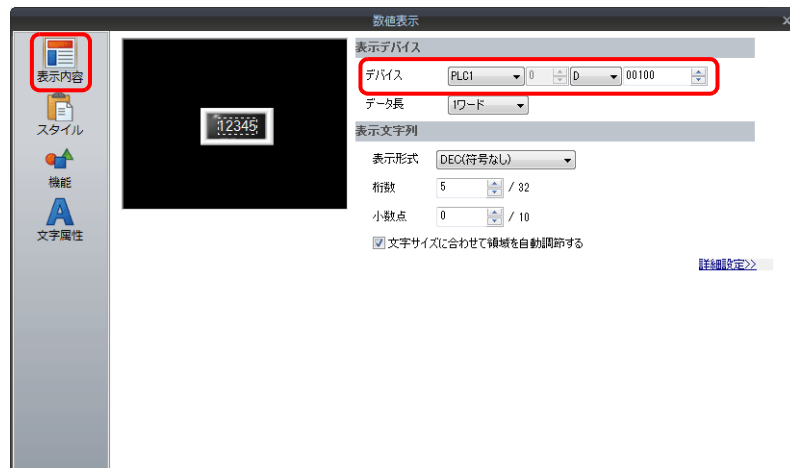 数値表示
表示内容
スタイル
機能
文字属性
12345
表示デバイス
デバイス PLC1 0 D 00100
データ長 1ワード
表示文字列
表示形式 DEC(符号なし)
桁数 5 / 32
小数点 0 / 10
文字サイズに合わせて領域を自動調節する
詳細設定>>